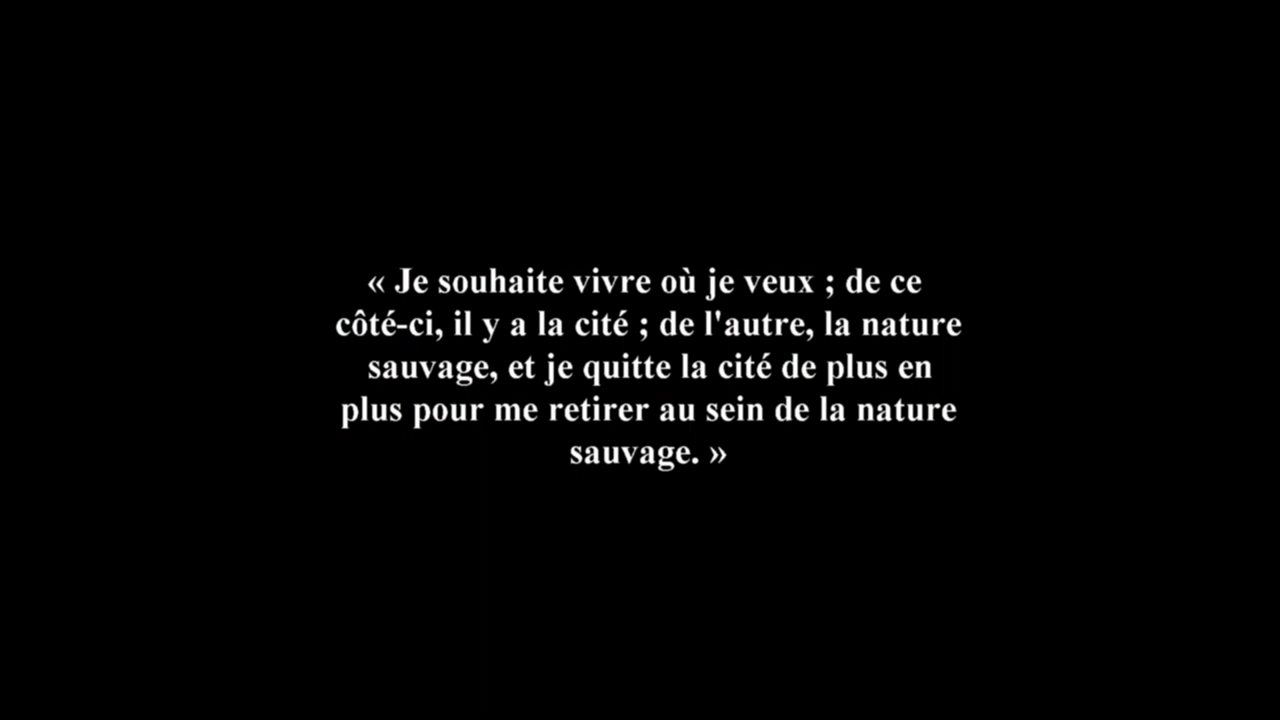 « Je souhaite vivre où je veux ; de ce
côté-ci, il y a la cité ; de l'autre, la nature
sauvage, et je quitte la cité de plus en
plus pour me retirer au sein de la nature
sauvage. »